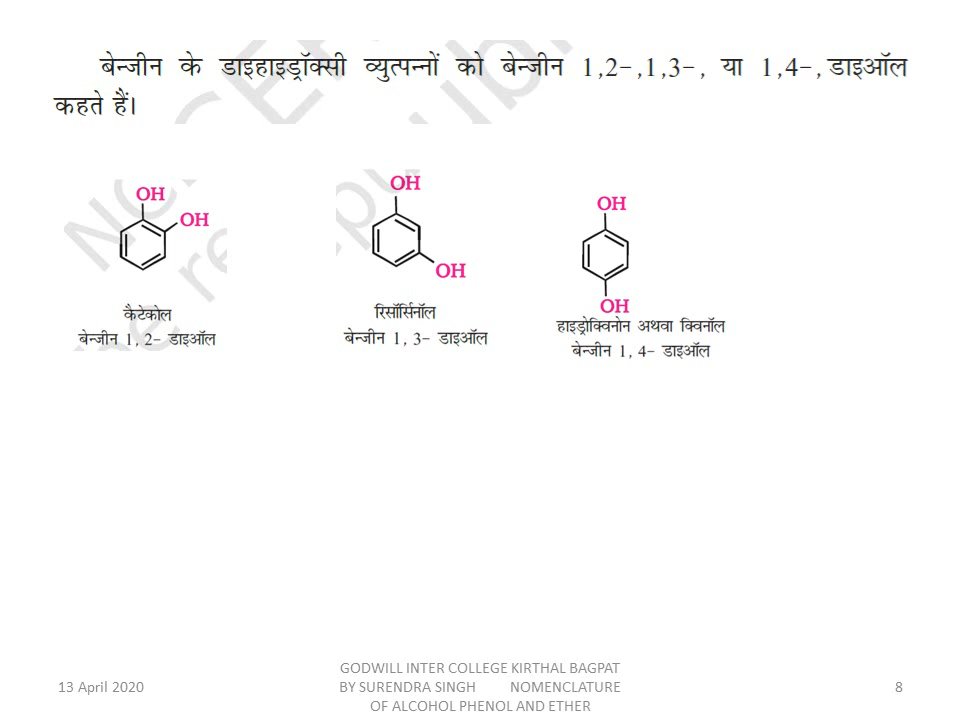 बेन्जीन के डाइहाइड्रॉक्सी व्युत्पन्नों को बेन्जीन 1,2-,1,3-, या 1,4-,डाइऑल
कहते हैं।
OH
OH
कैटेकोल
बेन्जीन 1, 2- डाइऑल
OH
OH
रिसॉर्सिनॉल
बेन्जीन 1, 3- डाइऑल
OH
OH
हाइड्रोक्विनोन अथवा क्विनॉल
बेन्जीन 1, 4- डाइऑल
13 April 2020
GODWILL INTER COLLEGE KIRTHAL BAGPAT
BY SURENDRA SINGH NOMENCLATURE
OF ALCOHOL PHENOL AND ETHER
8